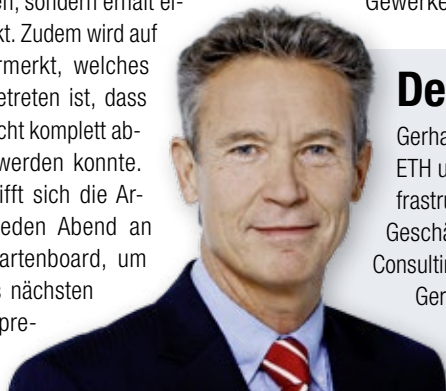 en, sondern erhält ei-
kt. Zudem wird auf
rmerkt, welches
etreten ist, dass
cht komplett ab-
werden konnte.
ifft sich die Ar-
eden Abend an
artenboard, um
s nächsten
pre-
Gewerke
De
Gerha
ETH u
frastru
Geschä
Consultin
Ger